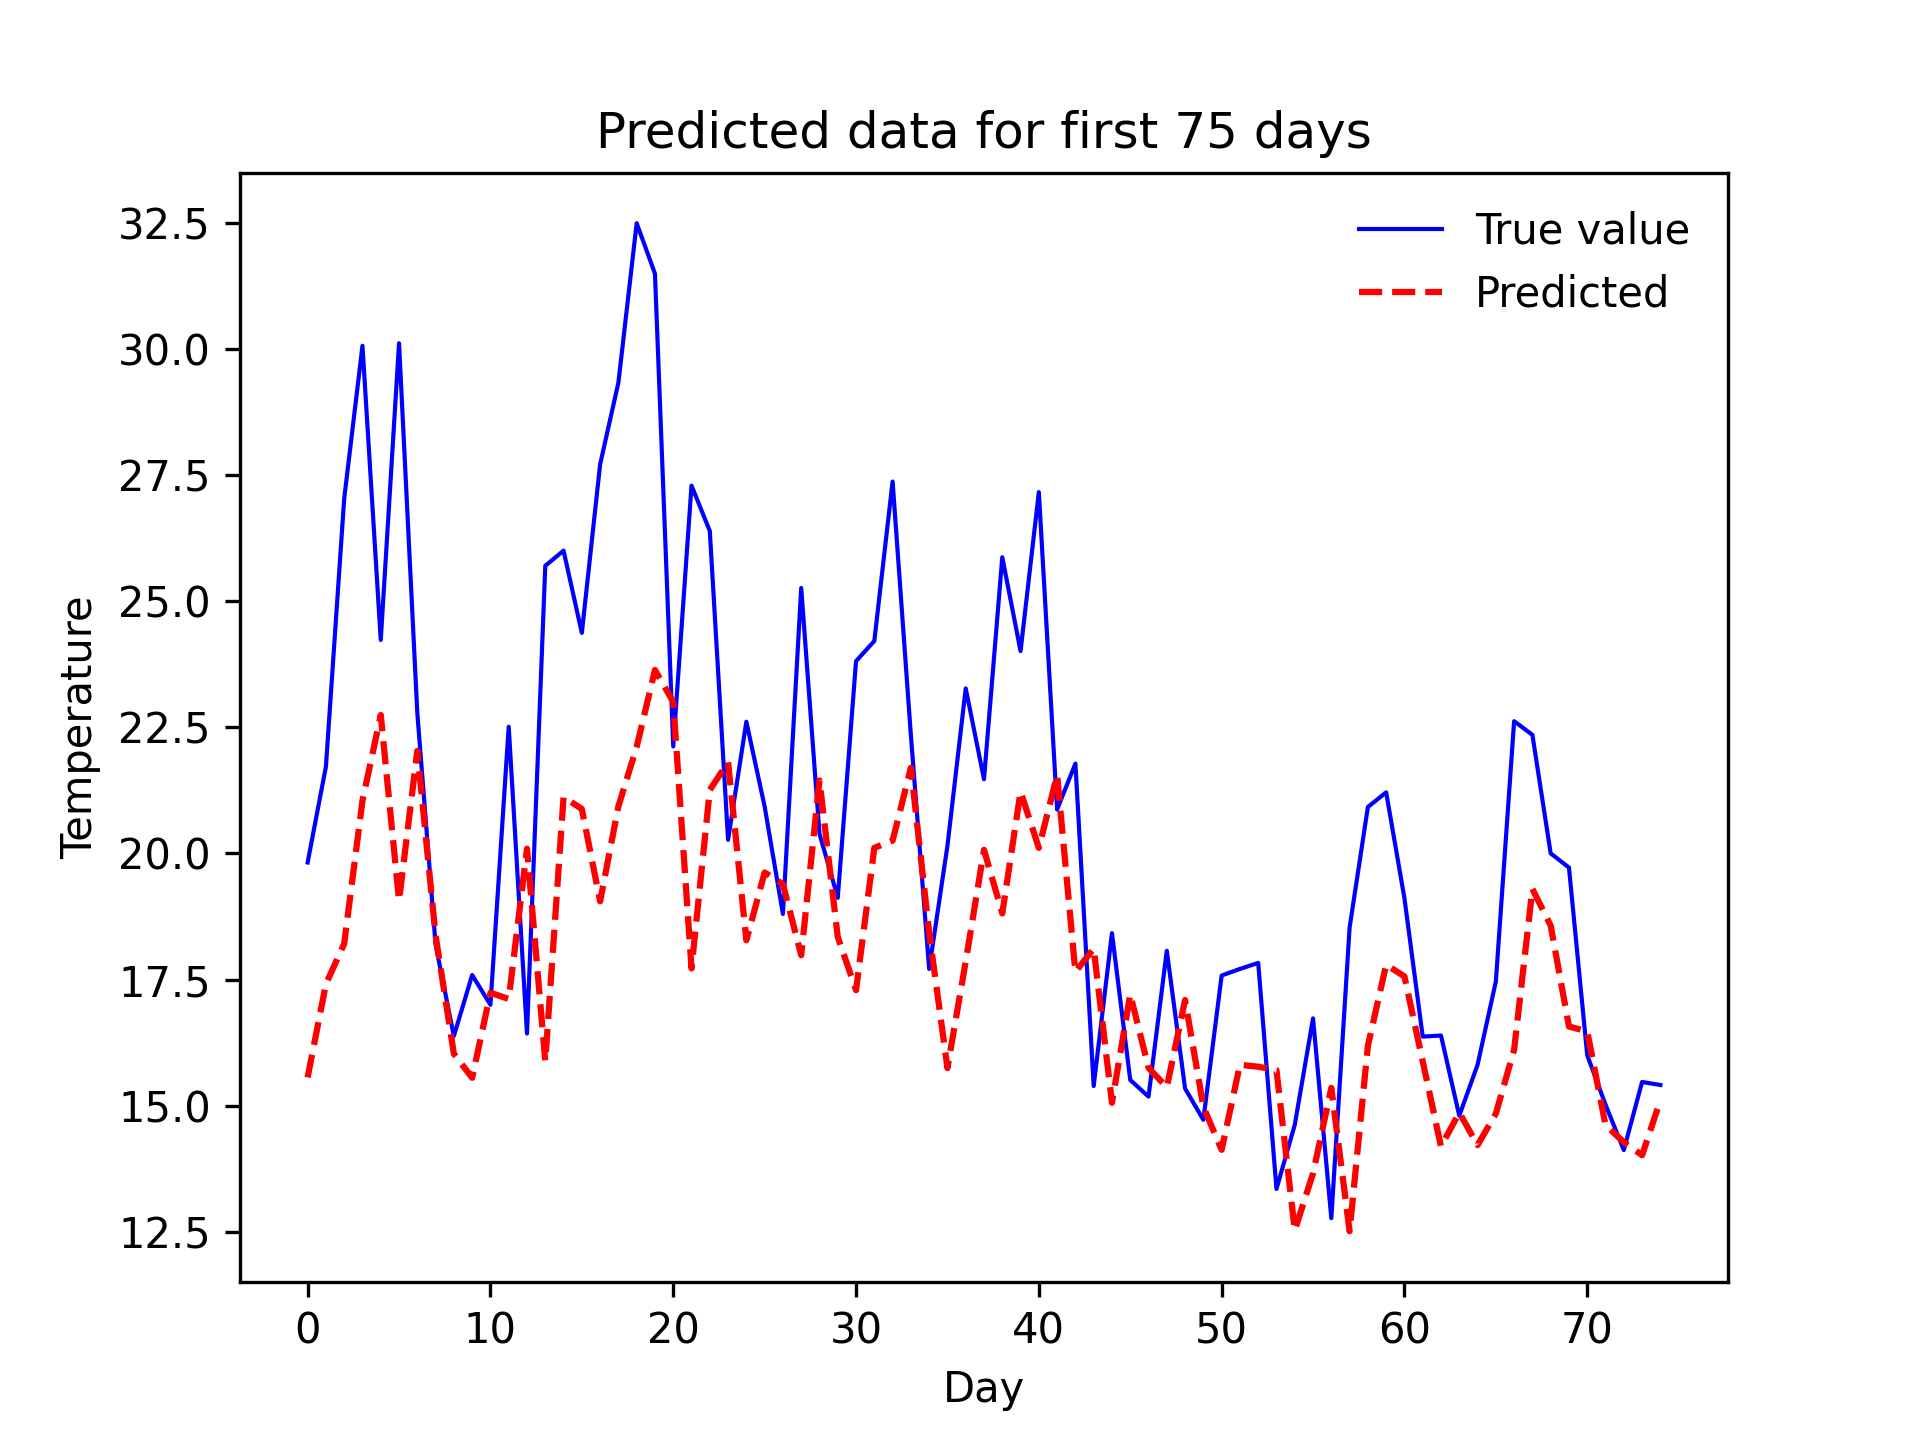 Predicted data for first 75 days
True value
Predicted
32.5
30.0
27.5
25.0
22.5
20.0
17.5
15.0
12.5
Temperature
0 10 20 30 40 50 60 70
Day